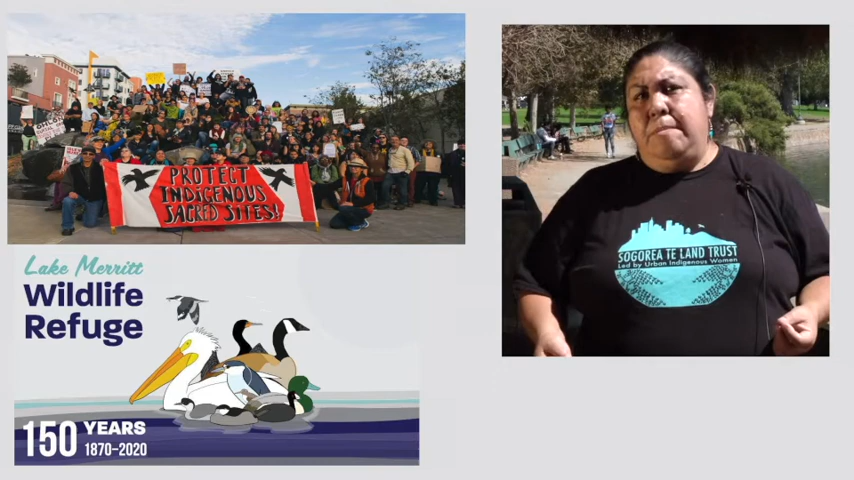 PROTECT
INDIGENOUS
SACRED SITES!
Lake Merritt
Wildlife
Refuge
150 YEARS
1870-2020
SOGOREA TE LAND TRUST
Led by Urban Indigenous Women